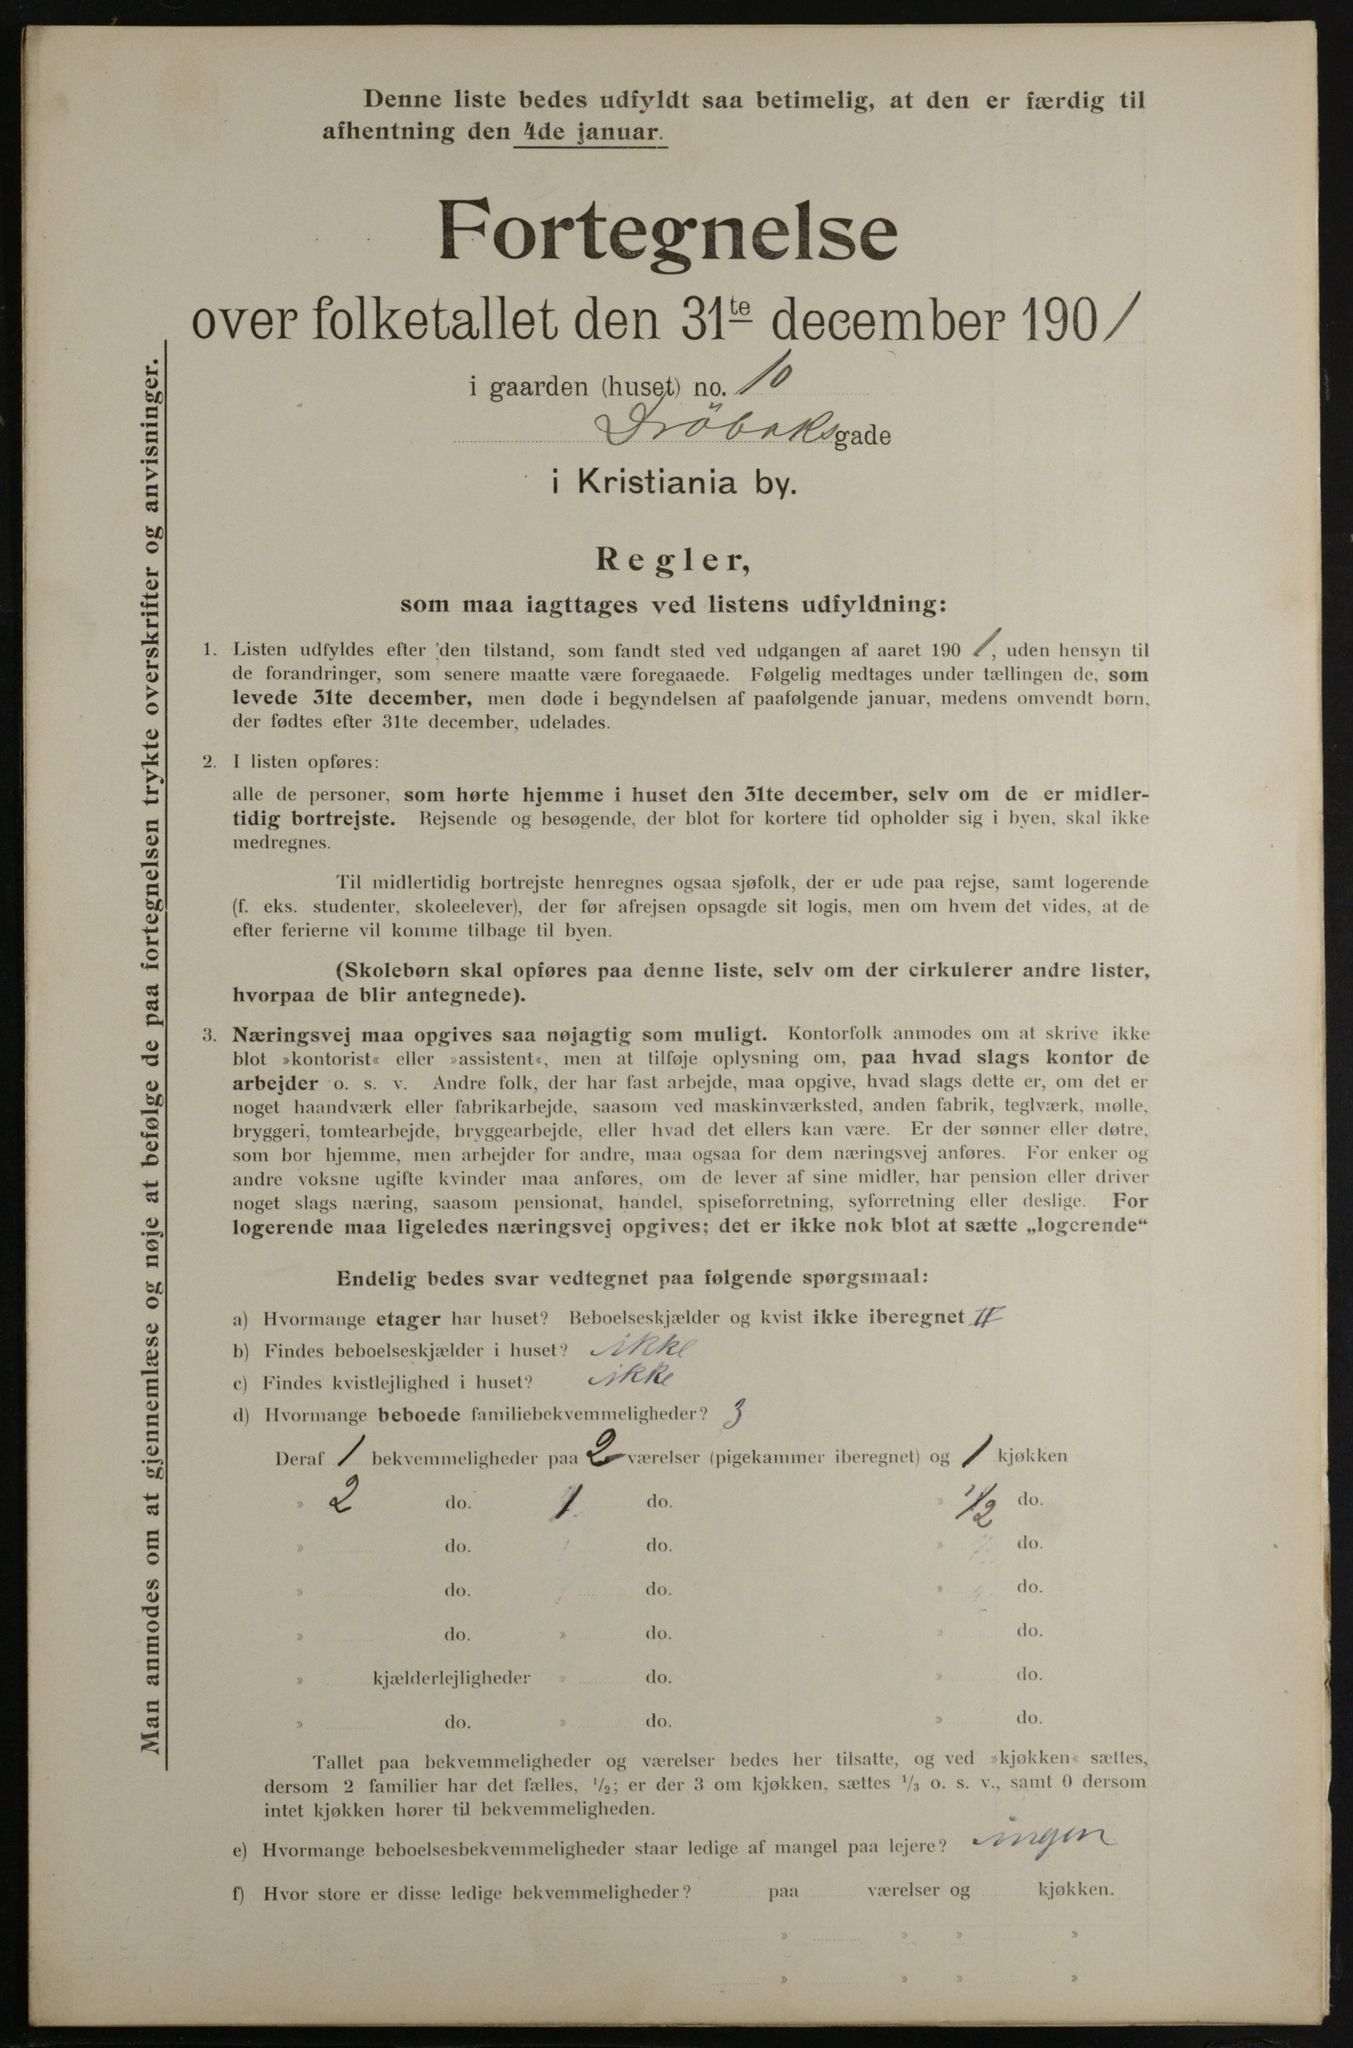 Denne liste bedes udfyldt saa betimelig, at den er færdig til
afhentning den 4de januar.
Fortegnelse
over folketallet den 31te december 1901
i gaarden (huset) no. 10
Dröbaksgade
i Kristiania by.
Regler,
som maa iagttages ved listens udfyldning:
1. Listen udfyldes efter den tilstand, som fandt sted ved udgangen af aaret 1901, uden hensyn til
de forandringer, som senere maatte være foregaaede. Følgelig medtages under tællingen de, som
levede 31te december, men døde i begyndelsen af paafølgende januar, medens omvendt børn,
der fødtes efter 31te december, udelades.
2. I listen opføres:
alle de personer, som hørte hjemme i huset den 31te december, selv om de er midler-
tidig bortrejste. Rejsende og besøgende, der blot for kortere tid opholder sig i byen, skal ikke
medregnes.
Til midlertidig bortrejste henregnes ogsaa sjøfolk, der er ude paa rejse, samt logerende
(f. eks. studenter, skoleelever), der før afrejsen opsagde sit logis, men om hvem det vides, at de
efter ferierne vil komme tilbage til byen.
(Skolebørn skal opføres paa denne liste, selv om der cirkulerer andre lister,
hvorpaa de blir antegnede).
3. Næringsvej maa opgives saa nøjagtig som muligt. Kontorfolk anmodes om at skrive ikke
blot »kontorist« eller »assistent«, men at tilføje oplysning om, paa hvad slags kontor de
arbejder o. s. v. Andre folk, der har fast arbejde, maa opgive, hvad slags dette er, om det er
noget haandværk eller fabrikarbejde, saasom ved maskinværksted, anden fabrik, teglværk, mølle,
bryggeri, tomtearbejde, bryggearbejde, eller hvad det ellers kan være. Er der sønner eller døtre,
som bor hjemme, men arbejder for andre, maa ogsaa for dem næringsvej anføres. For enker og
andre voksne ugifte kvinder maa anføres, om de lever af sine midler, har pension eller driver
noget slags næring, saasom pensionat, handel, spiseforretning, syforretning eller deslige. For
logerende maa ligeledes næringsvej opgives; det er ikke nok blot at sætte „logerende“
Endelig bedes svar vedtegnet paa følgende spørgsmaal:
a) Hvormange etager har huset? Beboelseskjælder og kvist ikke iberegnet II
b) Findes beboelseskjælder i huset? ikke
c) Findes kvistlejlighed i huset? ikke
d) Hvormange beboede familiebekvemmeligheder? 3
Deraf 1 bekvemmeligheder paa 2 værelser (pigekammer iberegnet) og 1 kjøkken
» 2 do. 1 do. » 1/2 do.
» do. do. » do.
» do. do. » do.
» do. » do. » do.
» kjælderlejligheder » do. » do.
» do. » do. » do.
Tallet paa bekvemmeligheder og værelser bedes her tilsatte, og ved »kjøkken« sættes,
dersom 2 familier har det fælles, 1/2; er der 3 om kjøkken, sættes 1/3 o. s. v., samt 0 dersom
intet kjøkken hører til bekvemmeligheden.
e) Hvormange beboelsesbekvemmeligheder staar ledige af mangel paa lejere? ingen
f) Hvor store er disse ledige bekvemmeligheder? paa værelser og kjøkken.
» » » »
» » » »
Man anmodes om at gjennemlæse og nøje at befølge de paa fortegnelsen trykte overskrifter og anvisninger.